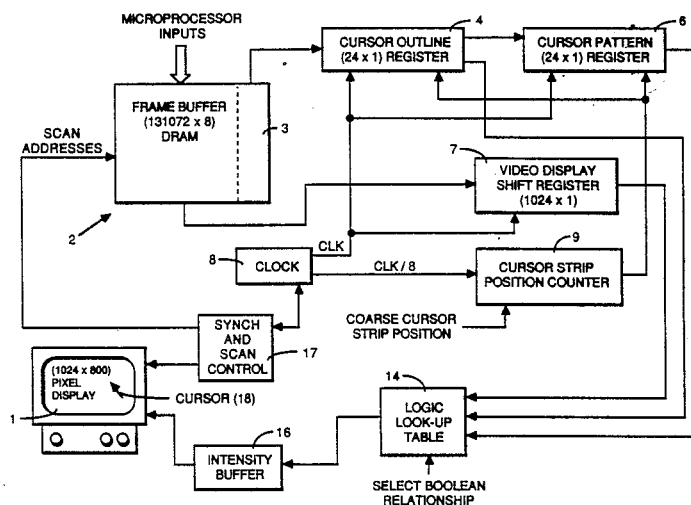 MICROPROCESSOR
INPUTS
4
6
CURSOR OUTLINE
(24 x 1)
REGISTER
CURSOR PATTERN
(24 x 1)
REGISTER
FRAME BUFFER
(131072 x 8)
DRAM
3
SCAN
ADDRESSES
7
VIDEO DISPLAY
SHIFT REGISTER
(1024 x 1)
2
CLK
8
CLOCK
CLK / 8
9
CURSOR STRIP
POSITION COUNTER
COARSE CURSOR
STRIP POSITION
SYNCH
AND
SCAN
CONTROL
17
(1024 x 800)
PIXEL
DISPLAY
CURSOR (18)
1
14
LOGIC
LOOK-UP
TABLE
16
INTENSITY
BUFFER
SELECT BOOLEAN
RELATIONSHIP